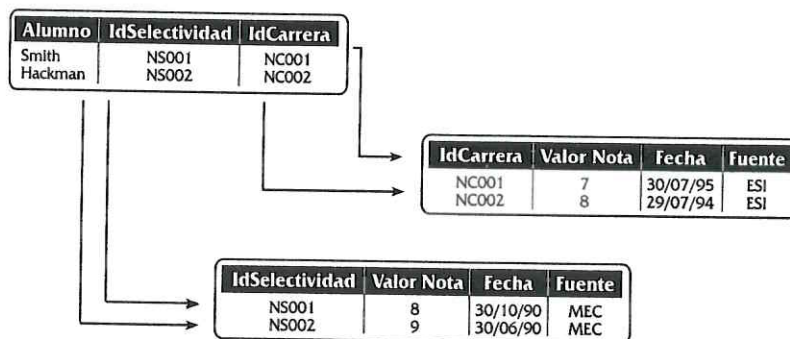 Alumno IdSelectividad IdCarrera
Smith NS001 NC001
Hackman NS002 NC002
IdCarrera Valor Nota Fecha Fuente
NC001 7 30/07/95 ESI
NC002 8 29/07/94 ESI
IdSelectividad Valor Nota Fecha Fuente
NS001 8 30/10/90 MEC
NS002 9 30/06/90 MEC